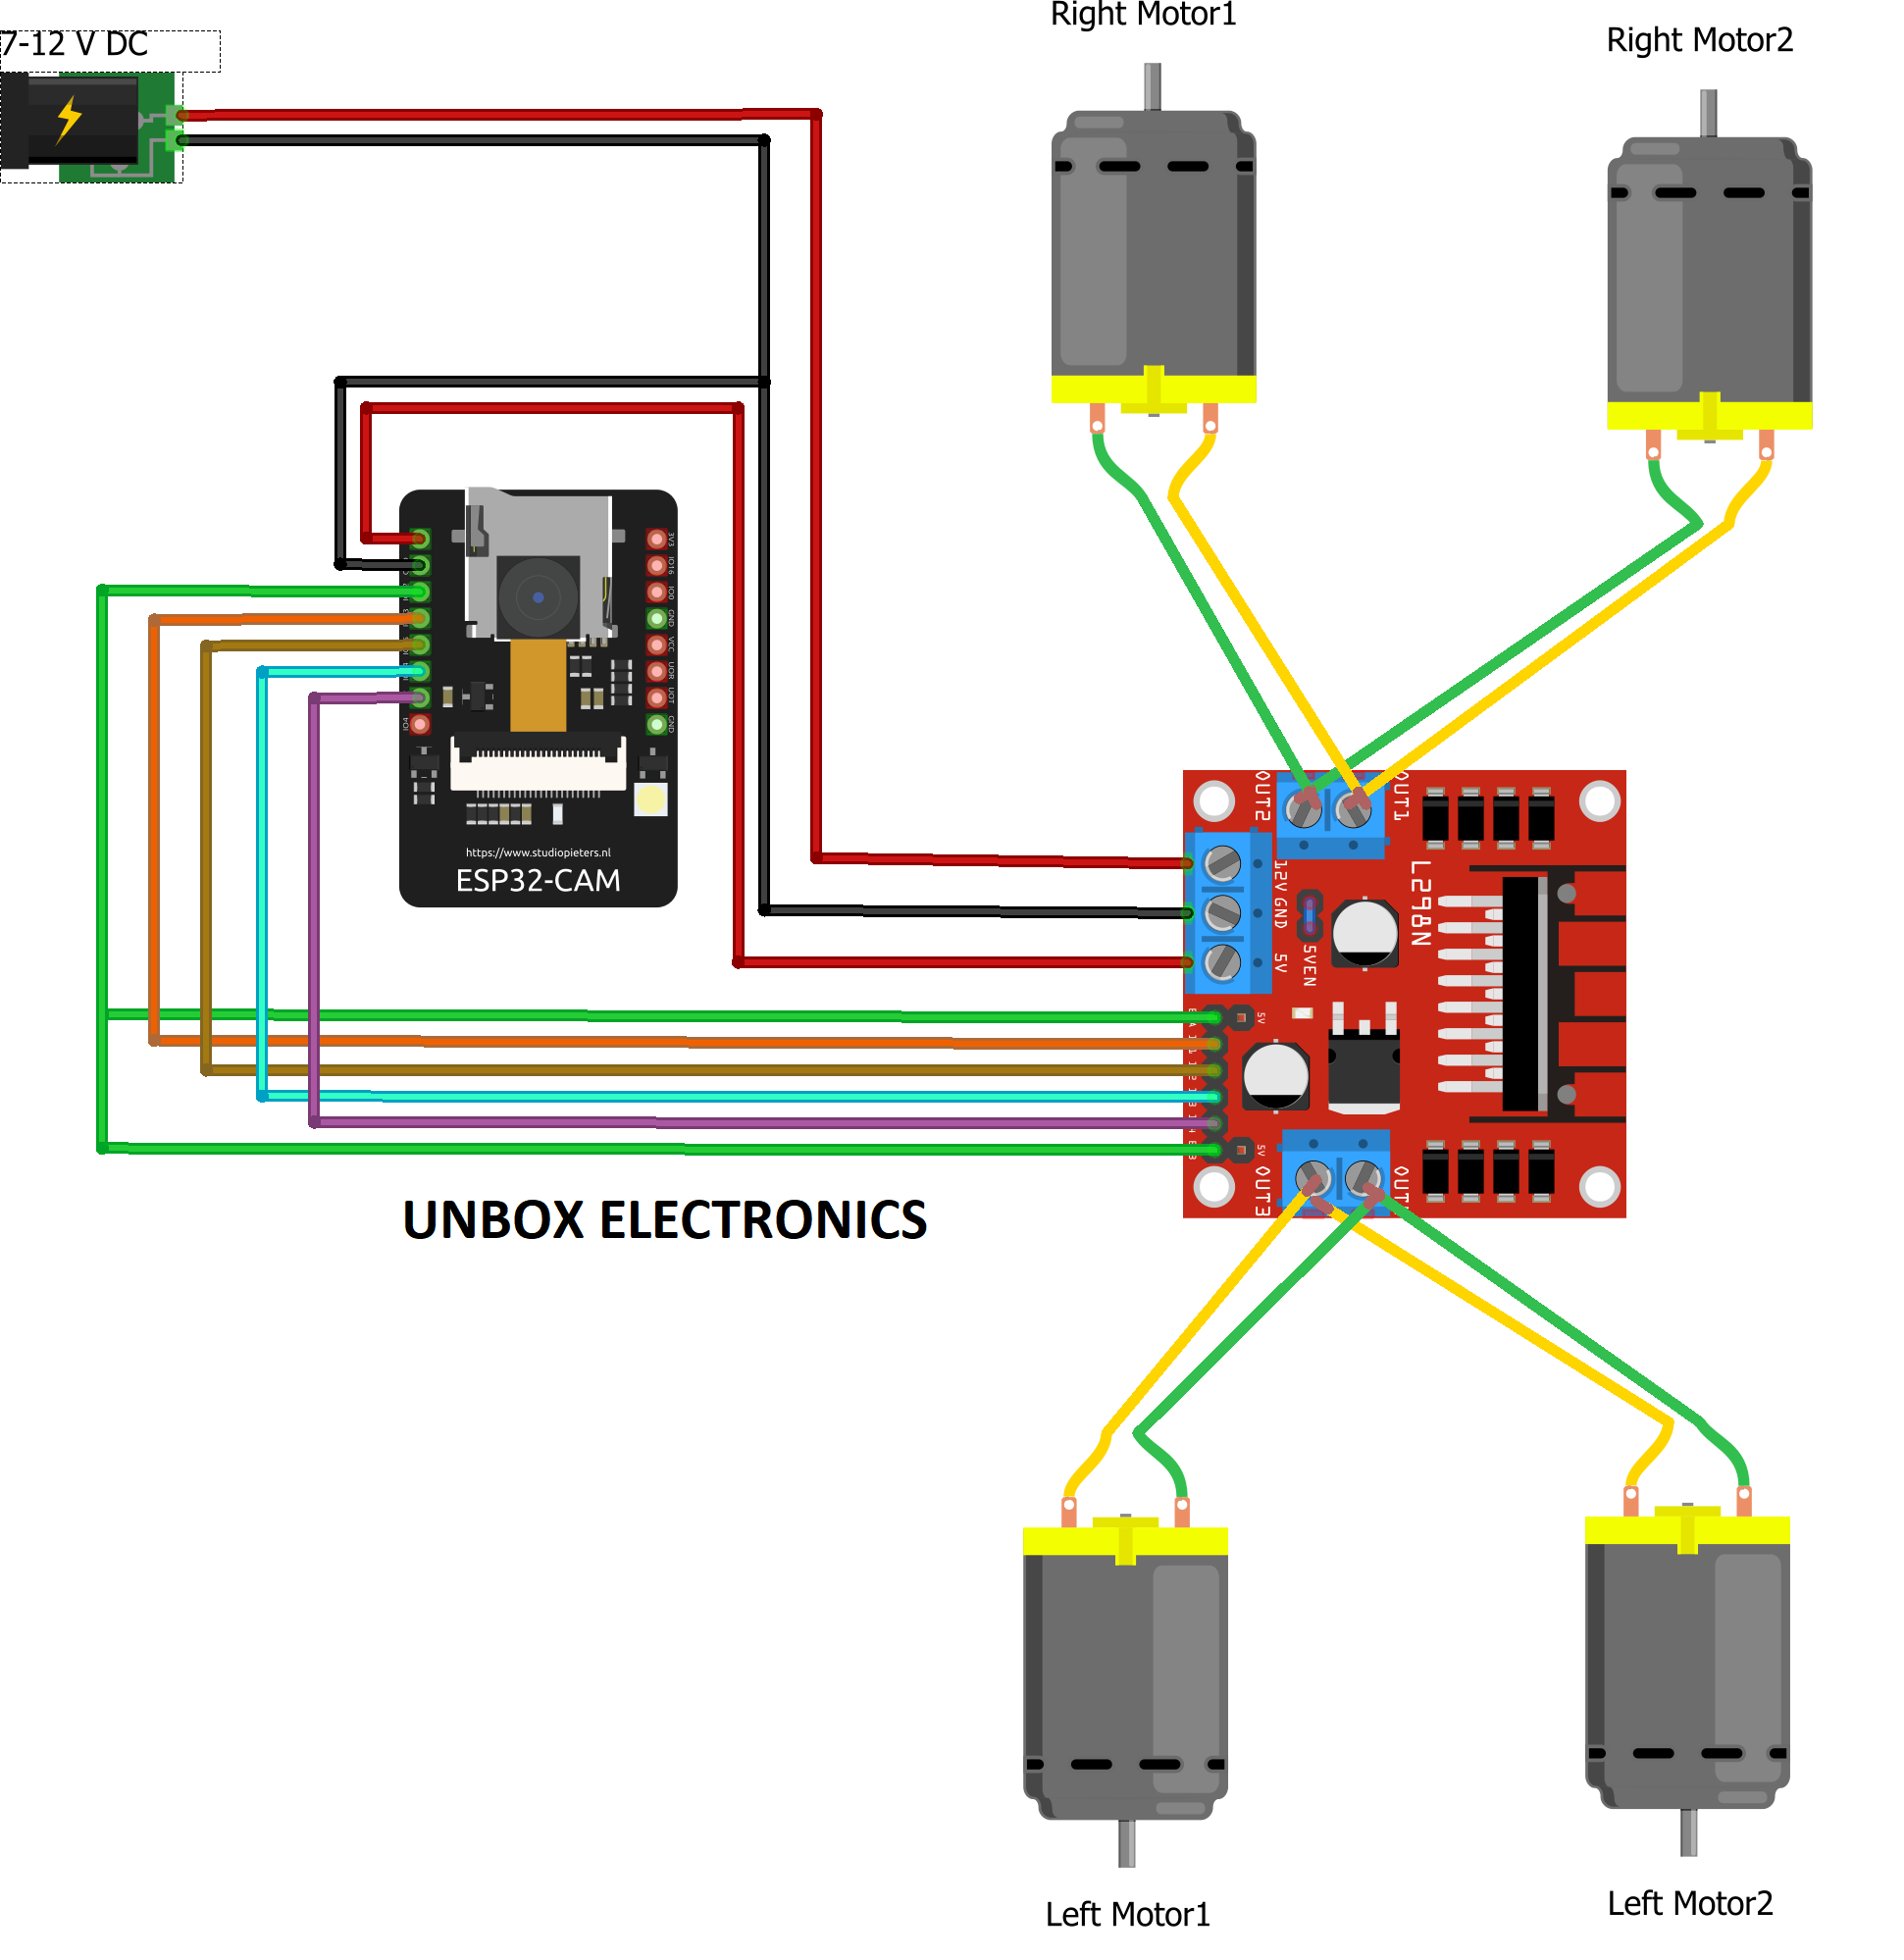 Right Motor1
Right Motor2
7-12 V DC
3V3
IO16
IO0
GND
VCC
UOR
UOT
GND
IO4
https://www.studiopieters.nl
ESP32-CAM
OUT2
OUT1
12V
GND
5V
5VEN
L298N
5V
5V
OUT3
UNBOX ELECTRONICS
Left Motor1
Left Motor2